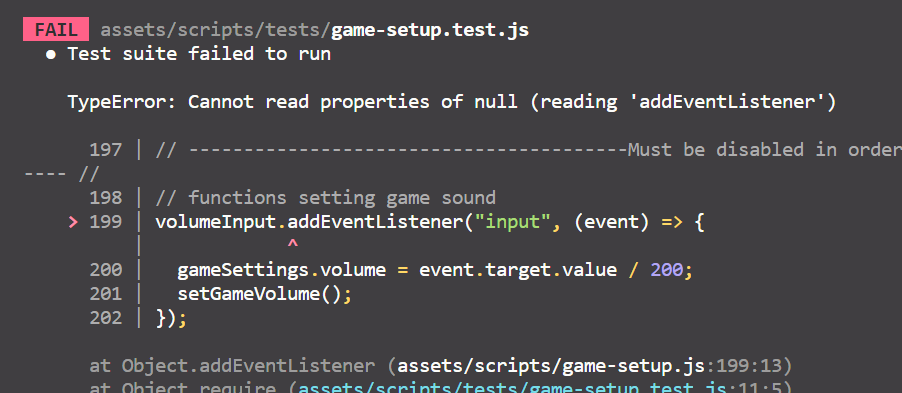 FAIL assets/scripts/tests/game-setup.test.js
● Test suite failed to run
TypeError: Cannot read properties of null (reading 'addEventListener')
197 | // ----------------------------------------Must be disabled in order
---- //
198 | // functions setting game sound
> 199 | volumeInput.addEventListener("input", (event) => {
| ^
200 | gameSettings.volume = event.target.value / 200;
201 | setGameVolume();
202 | });
at Object.addEventListener (assets/scripts/game-setup.js:199:13)
at Object.require (assets/scripts/tests/game-setup.test.js:11:5)